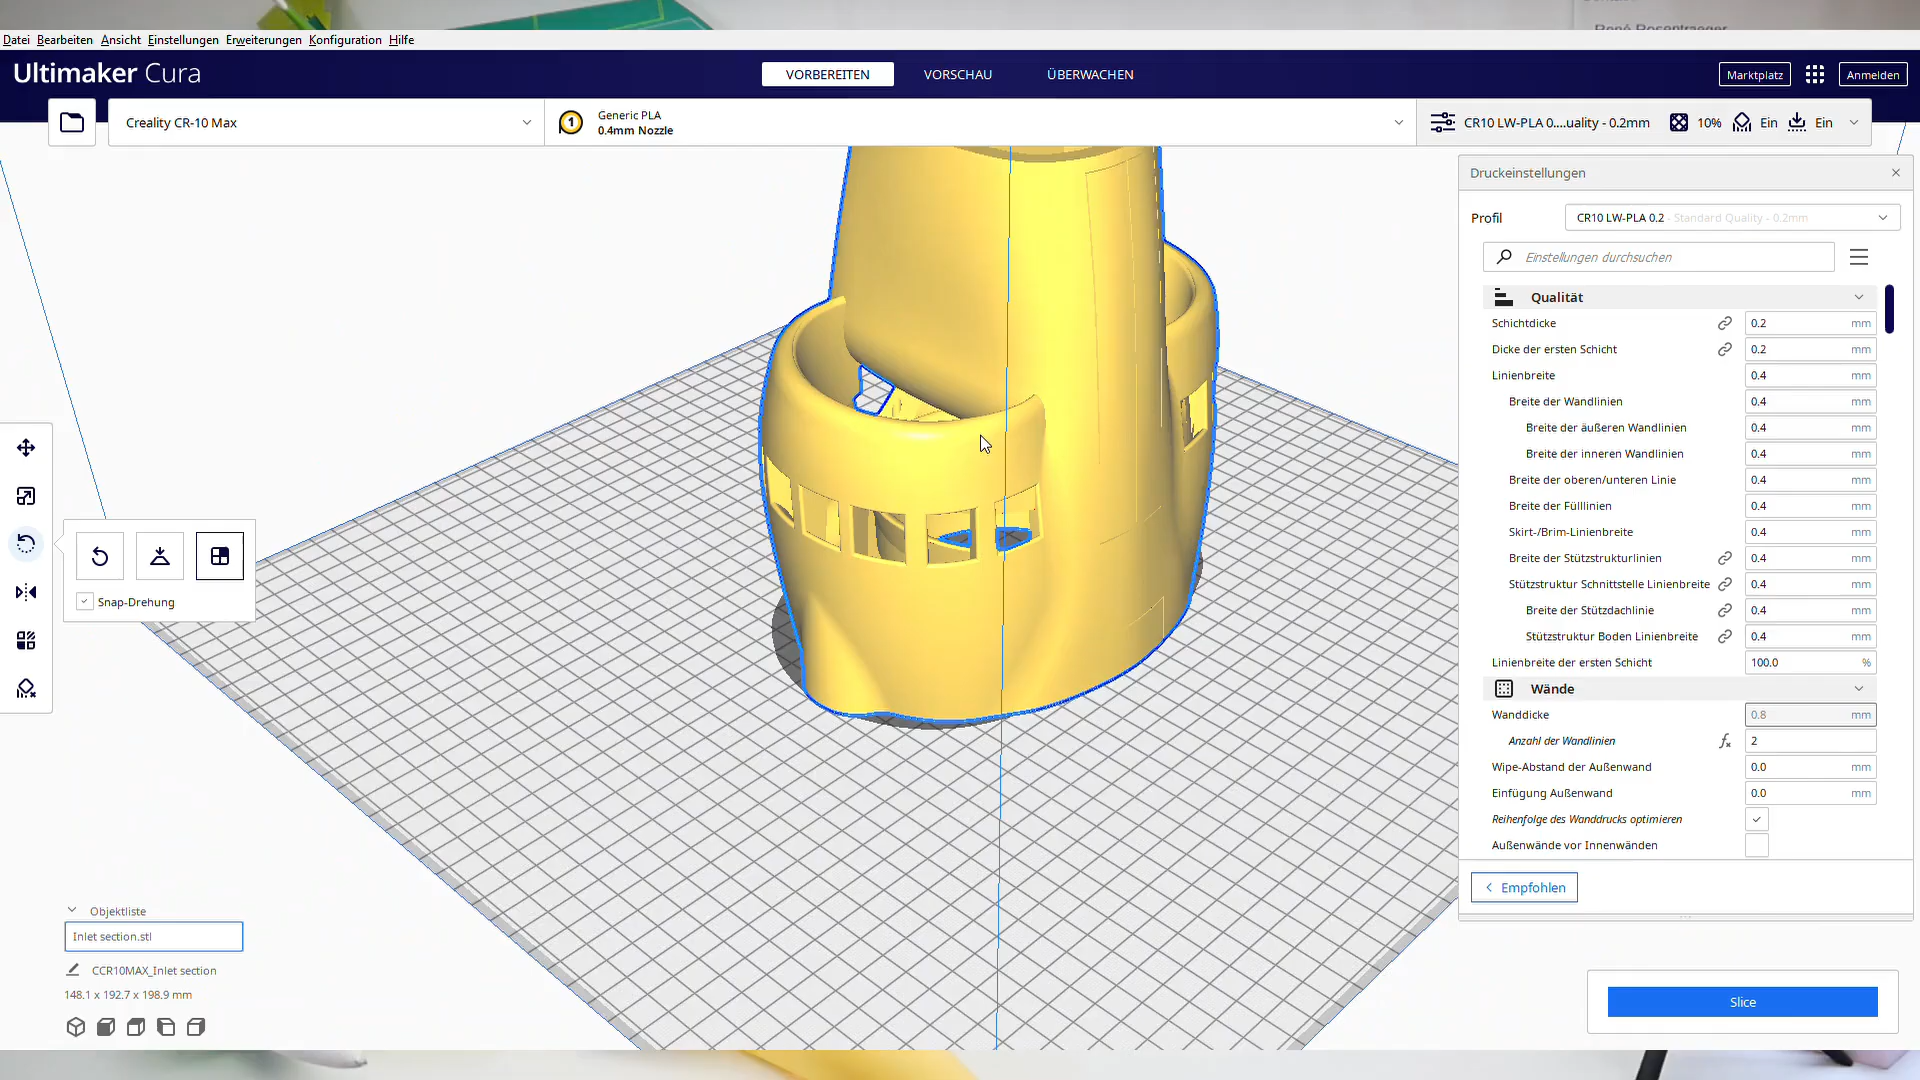 Datei Bearbeiten Ansicht Einstellungen Erweiterungen Konfiguration Hilfe
Ultimaker Cura
VORBEREITEN
VORSCHAU
ÜBERWACHEN
Marktplatz
Anmelden
Creality CR-10 Max
1
Generic PLA
0.4mm Nozzle
CR10 LW-PLA 0....uality - 0.2mm
10%
Ein
Ein
Druckeinstellungen
Profil
CR10 LW-PLA 0.2 - Standard Quality - 0.2mm
Einstellungen durchsuchen
Qualität
Schichtdicke 0.2 mm
Dicke der ersten Schicht 0.2 mm
Linienbreite 0.4 mm
Breite der Wandlinien 0.4 mm
Breite der äußeren Wandlinien 0.4 mm
Breite der inneren Wandlinien 0.4 mm
Breite der oberen/unteren Linie 0.4 mm
Breite der Fülllinien 0.4 mm
Skirt-/Brim-Linienbreite 0.4 mm
Breite der Stützstrukturlinien 0.4 mm
Stützstruktur Schnittstelle Linienbreite 0.4 mm
Breite der Stützdachlinie 0.4 mm
Stützstruktur Boden Linienbreite 0.4 mm
Linienbreite der ersten Schicht 100.0 %
Wände
Wanddicke 0.8 mm
Anzahl der Wandlinien fx 2
Wipe-Abstand der Außenwand 0.0 mm
Einfügung Außenwand 0.0 mm
Reihenfolge des Wanddrucks optimieren
Außenwände vor Innenwänden
Empfohlen
Slice
Snap-Drehung
Objektliste
Inlet section.stl
CCR10MAX_Inlet section
148.1 x 192.7 x 198.9 mm